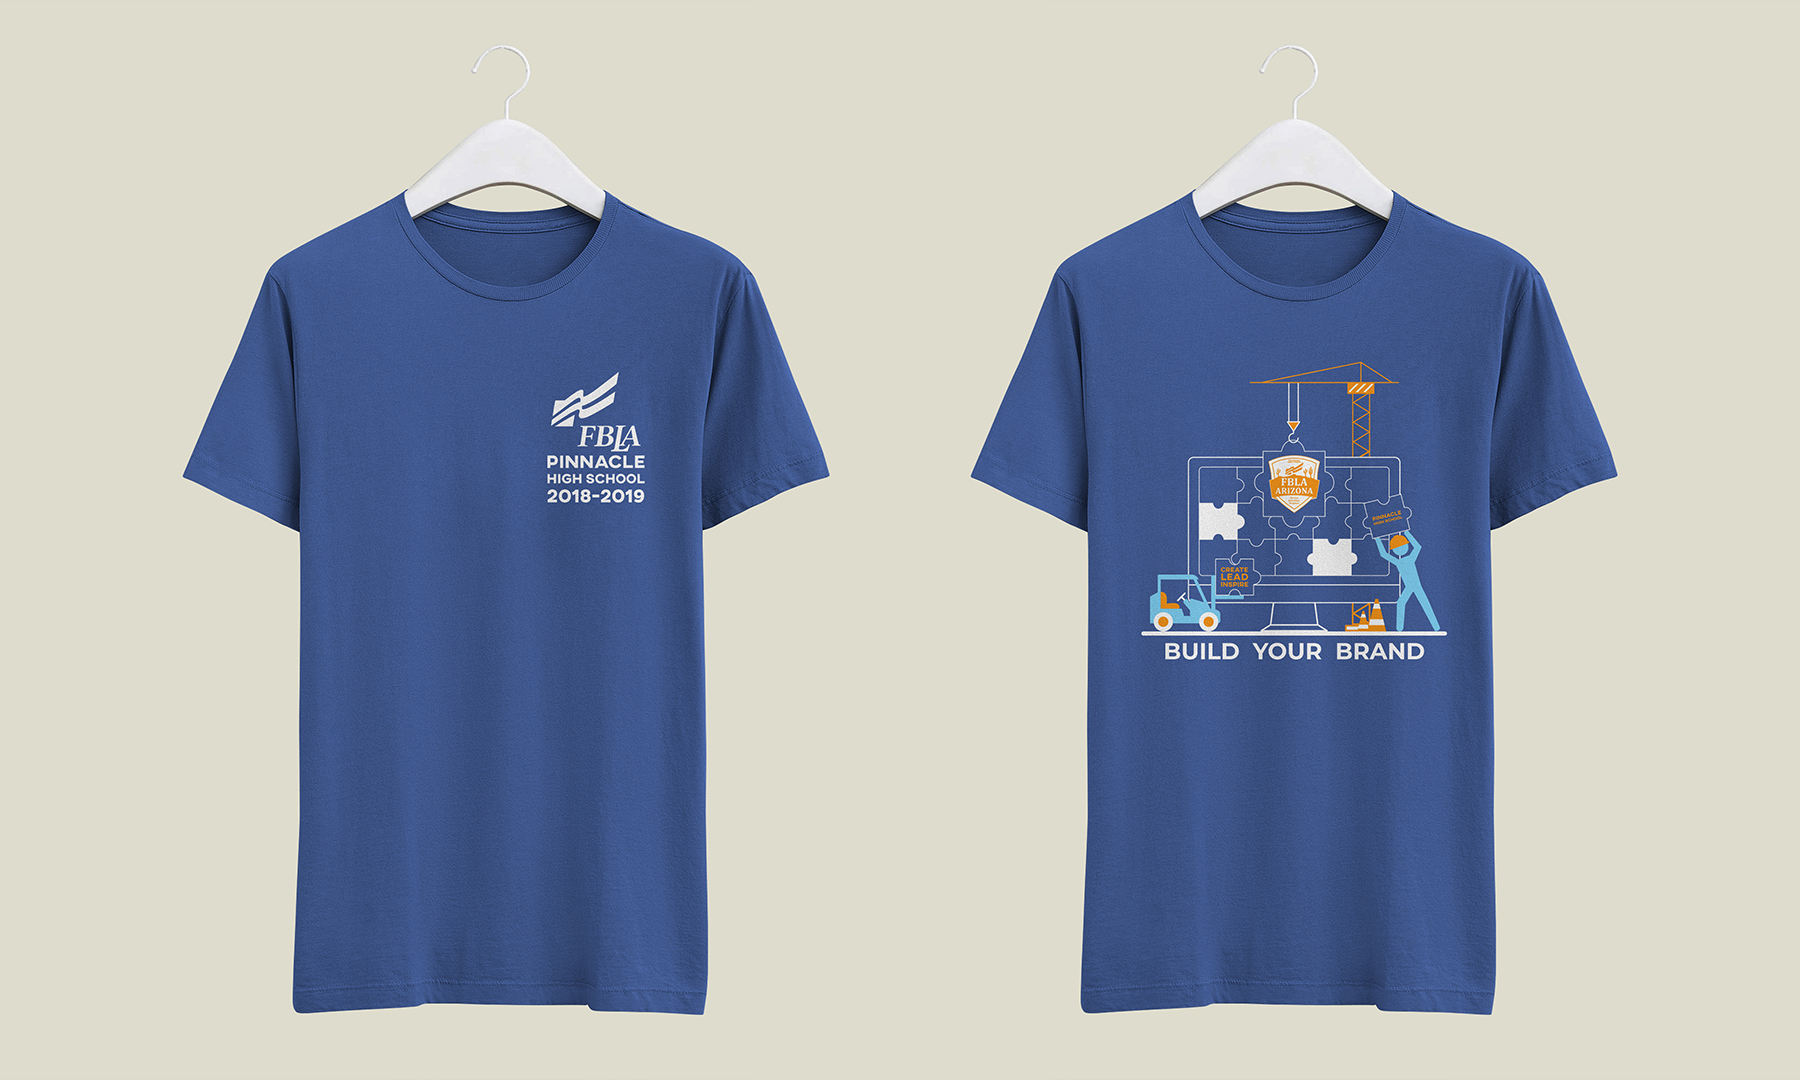 FBLA
PINNACLE
HIGH SCHOOL
2018-2019
FBLA
ARIZONA
PINNACLE
HIGH SCHOOL
CREATE
LEAD
INSPIRE
BUILD YOUR BRAND